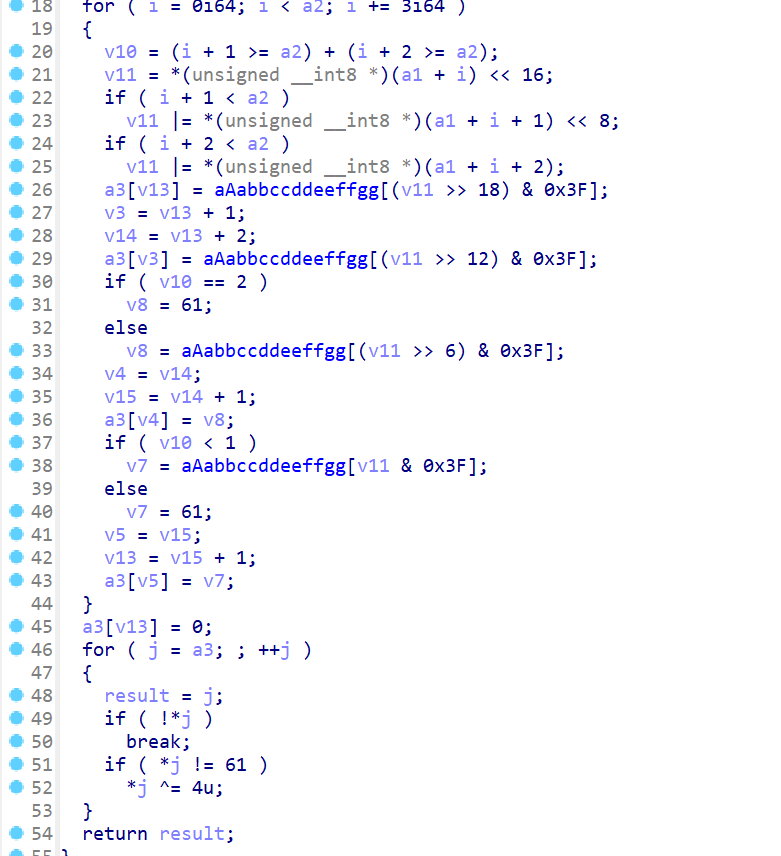 18 for ( i = 0i64; i < a2; i += 3i64 )
19 {
20 v10 = (i + 1 >= a2) + (i + 2 >= a2);
21 v11 = *(unsigned __int8 *)(a1 + i) << 16;
22 if ( i + 1 < a2 )
23 v11 |= *(unsigned __int8 *)(a1 + i + 1) << 8;
24 if ( i + 2 < a2 )
25 v11 |= *(unsigned __int8 *)(a1 + i + 2);
26 a3[v13] = aAabbccddeeffgg[(v11 >> 18) & 0x3F];
27 v3 = v13 + 1;
28 v14 = v13 + 2;
29 a3[v3] = aAabbccddeeffgg[(v11 >> 12) & 0x3F];
30 if ( v10 == 2 )
31 v8 = 61;
32 else
33 v8 = aAabbccddeeffgg[(v11 >> 6) & 0x3F];
34 v4 = v14;
35 v15 = v14 + 1;
36 a3[v4] = v8;
37 if ( v10 < 1 )
38 v7 = aAabbccddeeffgg[v11 & 0x3F];
39 else
40 v7 = 61;
41 v5 = v15;
42 v13 = v15 + 1;
43 a3[v5] = v7;
44 }
45 a3[v13] = 0;
46 for ( j = a3; ; ++j )
47 {
48 result = j;
49 if ( !*j )
50 break;
51 if ( *j != 61 )
52 *j ^= 4u;
53 }
54 return result;
55 }